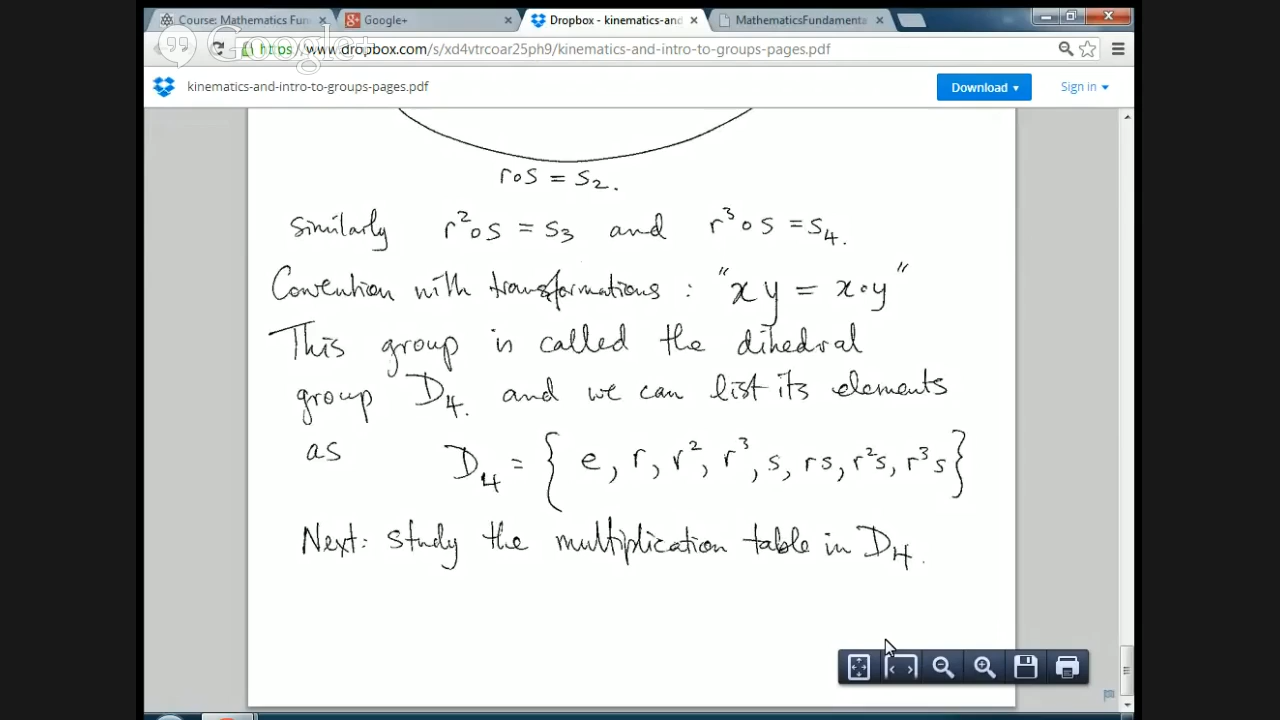 Course: Mathematics Fun
Google+
Dropbox - kinematics-and
MathematicsFundamenta
Google+
https://www.dropbox.com/s/xd4vtrcoar25ph9/kinematics-and-intro-to-groups-pages.pdf
kinematics-and-intro-to-groups-pages.pdf
Download
Sign in
r∘s = s₂.
Similarly r²∘s = s₃ and r³∘s = s₄.
Convention with transformations : "xy = x∘y"
This group is called the dihedral
group D₄. and we can list its elements
as D₄ = { e, r, r², r³, s, rs, r²s, r³s }
Next: study the multiplication table in D₄.